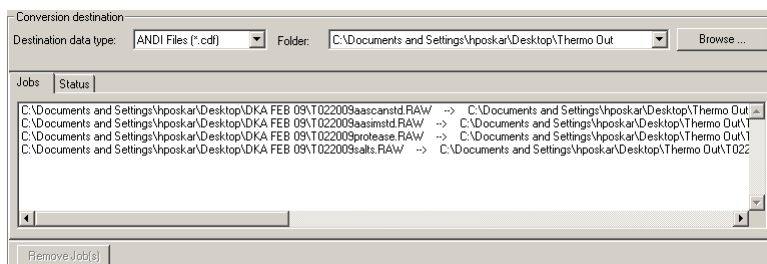 Conversion destination
Destination data type: ANDI Files (*.cdf) Folder: C:\Documents and Settings\hposkar\Desktop\Thermo Out Browse ...
Jobs Status
C:\Documents and Settings\hposkar\Desktop\DKA FEB 09\T022009aascanstd.RAW --> C:\Documents and Settings\hposkar\Desktop\Thermo Out
C:\Documents and Settings\hposkar\Desktop\DKA FEB 09\T022009aasimstd.RAW --> C:\Documents and Settings\hposkar\Desktop\Thermo Out\T
C:\Documents and Settings\hposkar\Desktop\DKA FEB 09\T022009protease.RAW --> C:\Documents and Settings\hposkar\Desktop\Thermo Out\T
C:\Documents and Settings\hposkar\Desktop\DKA FEB 09\T022009salts.RAW --> C:\Documents and Settings\hposkar\Desktop\Thermo Out\T022
Remove Job(s)